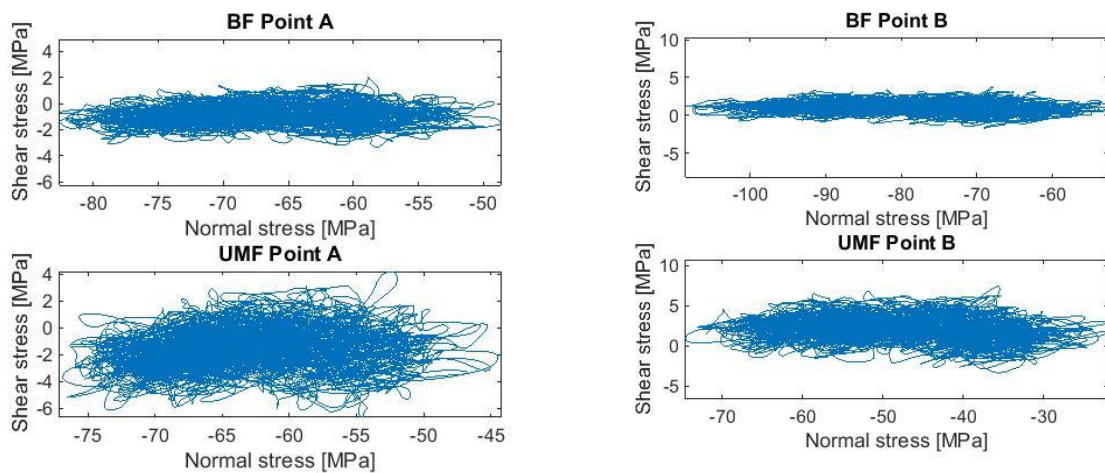 BF Point A
Shear stress [MPa]
4
2
0
-2
-4
-6
-80 -75 -70 -65 -60 -55 -50
Normal stress [MPa]
BF Point B
Shear stress [MPa]
10
5
0
-5
-100 -90 -80 -70 -60
Normal stress [MPa]
UMF Point A
Shear stress [MPa]
4
2
0
-2
-4
-6
-75 -70 -65 -60 -55 -50 -45
Normal stress [MPa]
UMF Point B
Shear stress [MPa]
10
5
0
-5
-70 -60 -50 -40 -30
Normal stress [MPa]